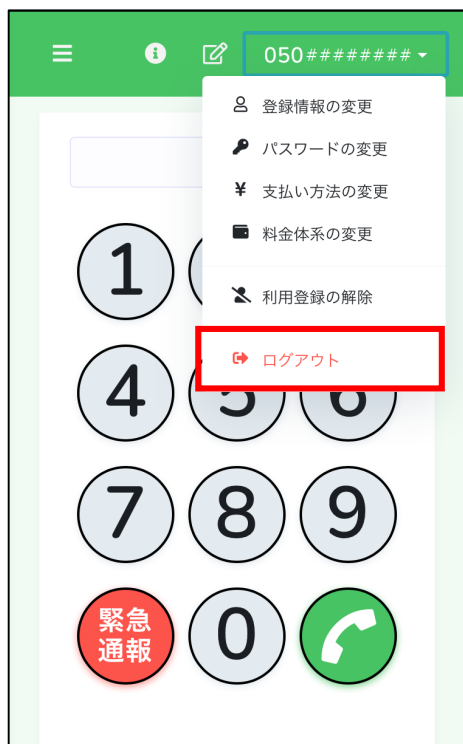 050########
登録情報の変更
パスワードの変更
¥ 支払い方法の変更
料金体系の変更
利用登録の解除
ログアウト
1
4 5 6
7 8 9
緊急
通報
0